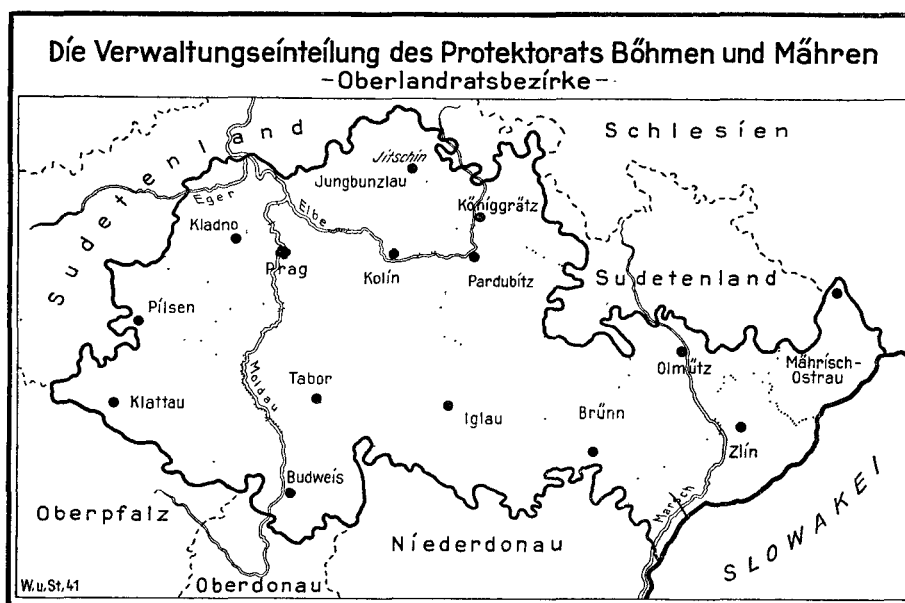 Die Verwaltungseinteilung des Protektorats Böhmen und Mähren
-Oberlandratsbezirke-
Sudetenland
Schlesien
Jitschin
Jungbunzlau
Eger
Elbe
Königgrätz
Kladno
Prag
Kolin
Pardubitz
Sudetenland
Pilsen
Olmütz
Mährisch-
Ostrau
Moldau
Tabor
Klattau
Iglau
Brünn
Zlin
Budweis
March
Oberpfalz
Niederdonau
SLOWAKEI
Oberdonau
W.u.St.41